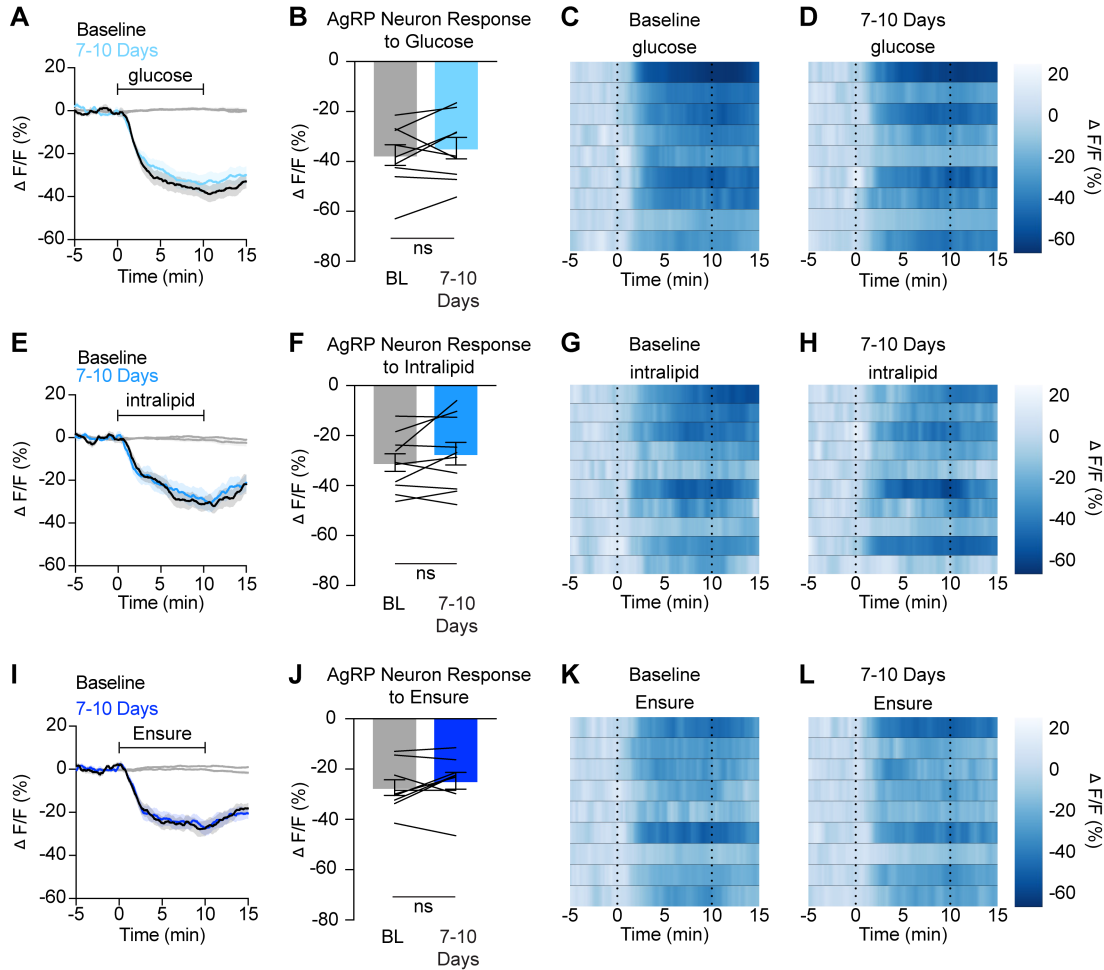 A
Baseline
7-10 Days
glucose
20
0
-20
-40
-60
Δ F/F (%)
-5 0 5 10 15
Time (min)
B
AgRP Neuron Response
to Glucose
0
-20
-40
-60
-80
Δ F/F (%)
ns
BL 7-10
Days
C
Baseline
glucose
-5 0 5 10 15
Time (min)
D
7-10 Days
glucose
-5 0 5 10 15
Time (min)
20
0
-20
-40
-60
Δ F/F (%)
E
Baseline
7-10 Days
intralipid
20
0
-20
-40
-60
Δ F/F (%)
-5 0 5 10 15
Time (min)
F
AgRP Neuron Response
to Intralipid
0
-20
-40
-60
-80
Δ F/F (%)
ns
BL 7-10
Days
G
Baseline
intralipid
-5 0 5 10 15
Time (min)
H
7-10 Days
intralipid
-5 0 5 10 15
Time (min)
20
0
-20
-40
-60
Δ F/F (%)
I
Baseline
7-10 Days
Ensure
20
0
-20
-40
-60
Δ F/F (%)
-5 0 5 10 15
Time (min)
J
AgRP Neuron Response
to Ensure
0
-20
-40
-60
-80
Δ F/F (%)
ns
BL 7-10
Days
K
Baseline
Ensure
-5 0 5 10 15
Time (min)
L
7-10 Days
Ensure
-5 0 5 10 15
Time (min)
20
0
-20
-40
-60
Δ F/F (%)